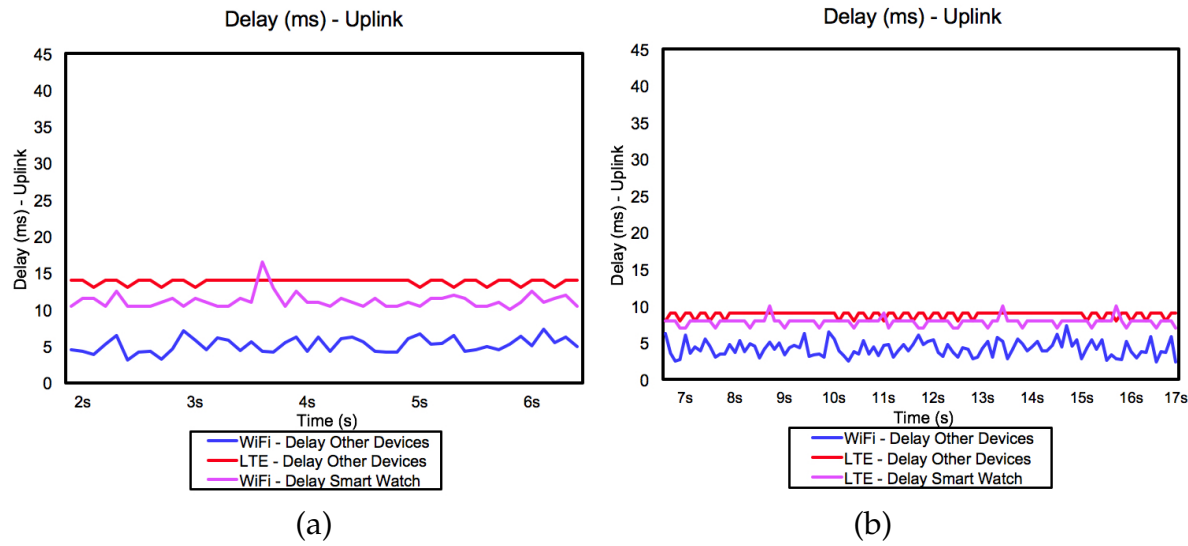 Delay (ms) - Uplink
45
40
35
30
25
20
15
10
5
0
Delay (ms) - Uplink
2s 3s 4s 5s 6s
Time (s)
WiFi - Delay Other Devices
LTE - Delay Other Devices
WiFi - Delay Smart Watch
(a)
Delay (ms) - Uplink
45
40
35
30
25
20
15
10
5
0
Delay (ms) - Uplink
7s 8s 9s 10s 11s 12s 13s 14s 15s 16s 17s
Time (s)
WiFi - Delay Other Devices
LTE - Delay Other Devices
LTE - Delay Smart Watch
(b)